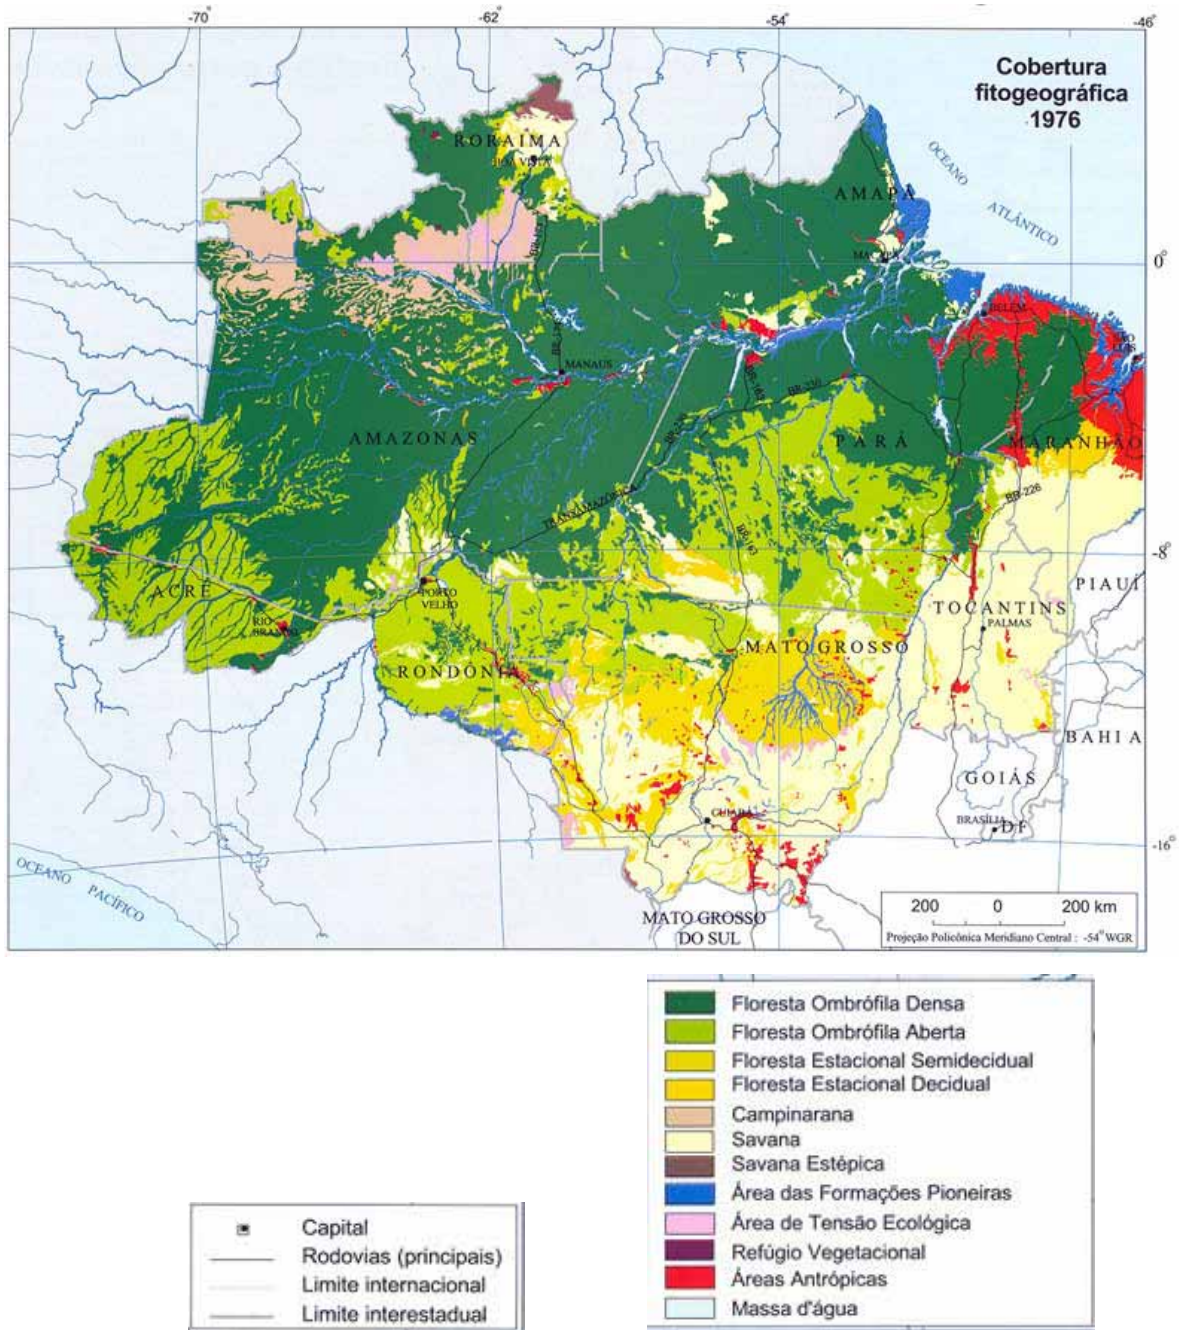 -70°
-62°
-54°
-46°
Cobertura
fitogeográfica
1976
RORAIMA
BOA VISTA
OCEANO
ATLÂNTICO
AMAPÁ
MACAPÁ
0°
BELÉM
SÃO
LUIS
MANAUS
BR-230
AMAZONAS
PARÁ
MARANHÃO
TRANSAMAZÔNICA
BR-226
-8°
ACRE
PORTO
VELHO
RIO
BRANCO
PIAUÍ
TOCANTINS
PALMAS
MATO GROSSO
RONDÔNIA
BAHIA
GOIÁS
CUIABÁ
BRASÍLIA
DF
-16°
OCEANO PACÍFICO
MATO GROSSO
DO SUL
200 0 200 km
Projeção Policônica Meridiano Central : -54° WGR
Floresta Ombrófila Densa
Floresta Ombrófila Aberta
Floresta Estacional Semidecidual
Floresta Estacional Decidual
Campinarana
Savana
Savana Estépica
Área das Formações Pioneiras
Área de Tensão Ecológica
Refúgio Vegetacional
Áreas Antrópicas
Massa d'água
Capital
Rodovias (principais)
Limite internacional
Limite interestadual